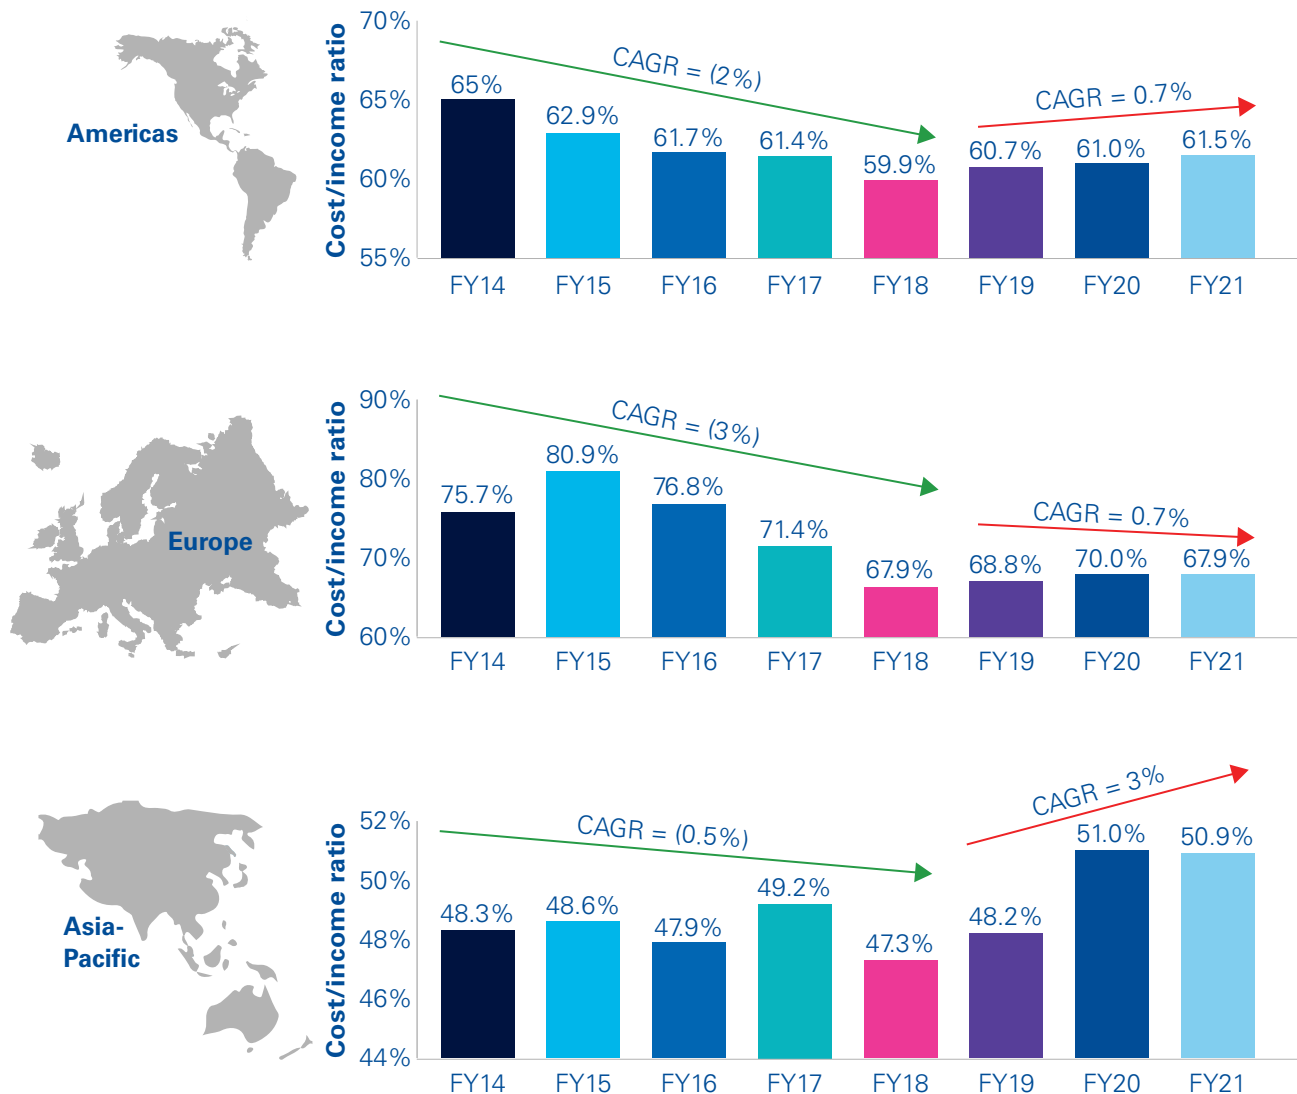 Americas
Cost/income ratio
70%
65%
60%
55%
CAGR = (2%)
CAGR = 0.7%
65%
62.9%
61.7%
61.4%
59.9%
60.7%
61.0%
61.5%
FY14
FY15
FY16
FY17
FY18
FY19
FY20
FY21
Europe
Cost/income ratio
90%
80%
70%
60%
CAGR = (3%)
CAGR = 0.7%
75.7%
80.9%
76.8%
71.4%
67.9%
68.8%
70.0%
67.9%
FY14
FY15
FY16
FY17
FY18
FY19
FY20
FY21
Asia-
Pacific
Cost/income ratio
52%
50%
48%
46%
44%
CAGR = (0.5%)
CAGR = 3%
48.3%
48.6%
47.9%
49.2%
47.3%
48.2%
51.0%
50.9%
FY14
FY15
FY16
FY17
FY18
FY19
FY20
FY21